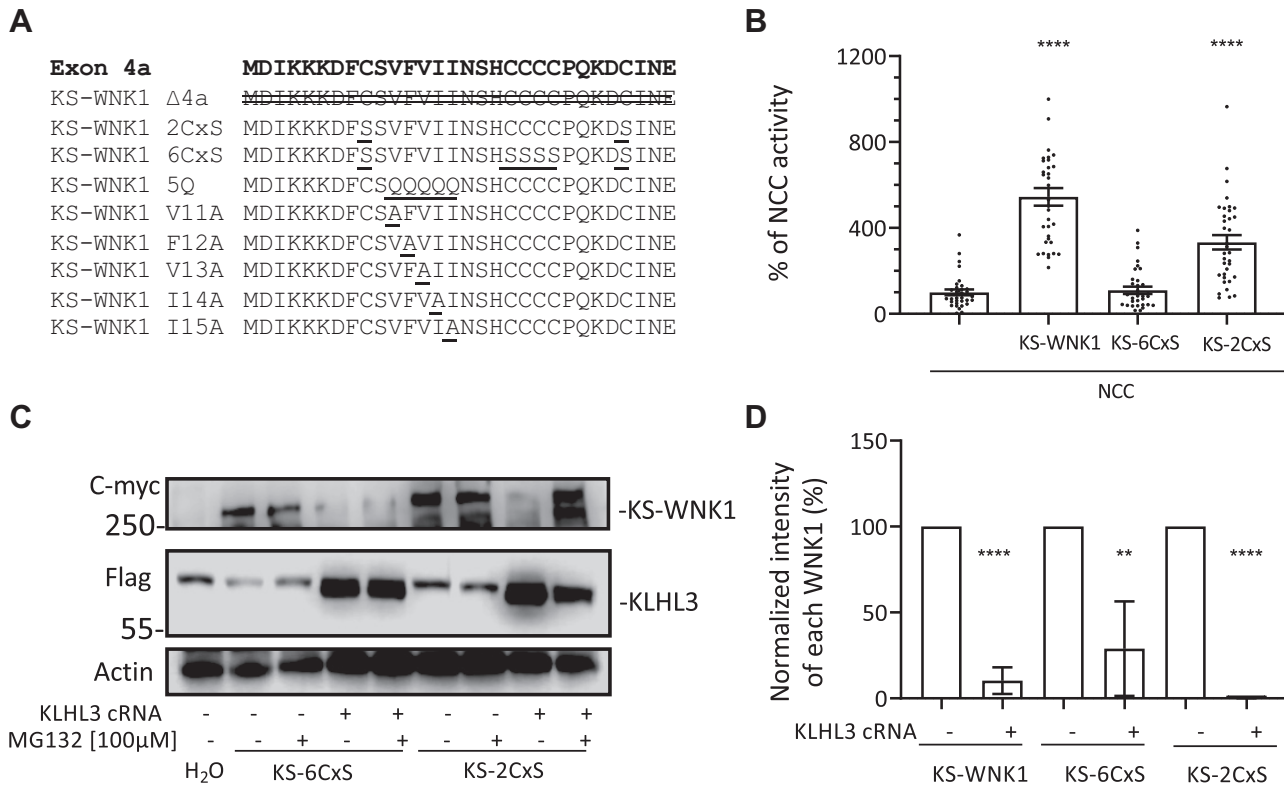 A
Exon 4a MDIKKKDFCSVFVIINSHCCCCPQKDCINE
KS-WNK1 Δ4a MDIKKKDFCSVFVIINSHCCCCPQKDCINE
KS-WNK1 2CxS MDIKKKDFSSVFVIINSHCCCCPQKDSINE
KS-WNK1 6CxS MDIKKKDFSSVFVIINSHSSSSPQKDSINE
KS-WNK1 5Q MDIKKKDFCSQQQQQNSHCCCCPQKDCINE
KS-WNK1 V11A MDIKKKDFCSAFVIINSHCCCCPQKDCINE
KS-WNK1 F12A MDIKKKDFCSVAVIINSHCCCCPQKDCINE
KS-WNK1 V13A MDIKKKDFCSVFAIINSHCCCCPQKDCINE
KS-WNK1 I14A MDIKKKDFCSVFVAINSHCCCCPQKDCINE
KS-WNK1 I15A MDIKKKDFCSVFVIANSHCCCCPQKDCINE
B
% of NCC activity
1200
800
400
0
**** ****
KS-WNK1 KS-6CxS KS-2CxS
NCC
C
C-myc
250-
-KS-WNK1
Flag
55-
-KLHL3
Actin
KLHL3 cRNA - - - + + - - + +
MG132 [100µM] - - + - + - + - +
H2O KS-6CxS KS-2CxS
D
Normalized intensity
of each WNK1 (%)
150
100
50
0
**** ** ****
KLHL3 cRNA - + - + - +
KS-WNK1 KS-6CxS KS-2CxS